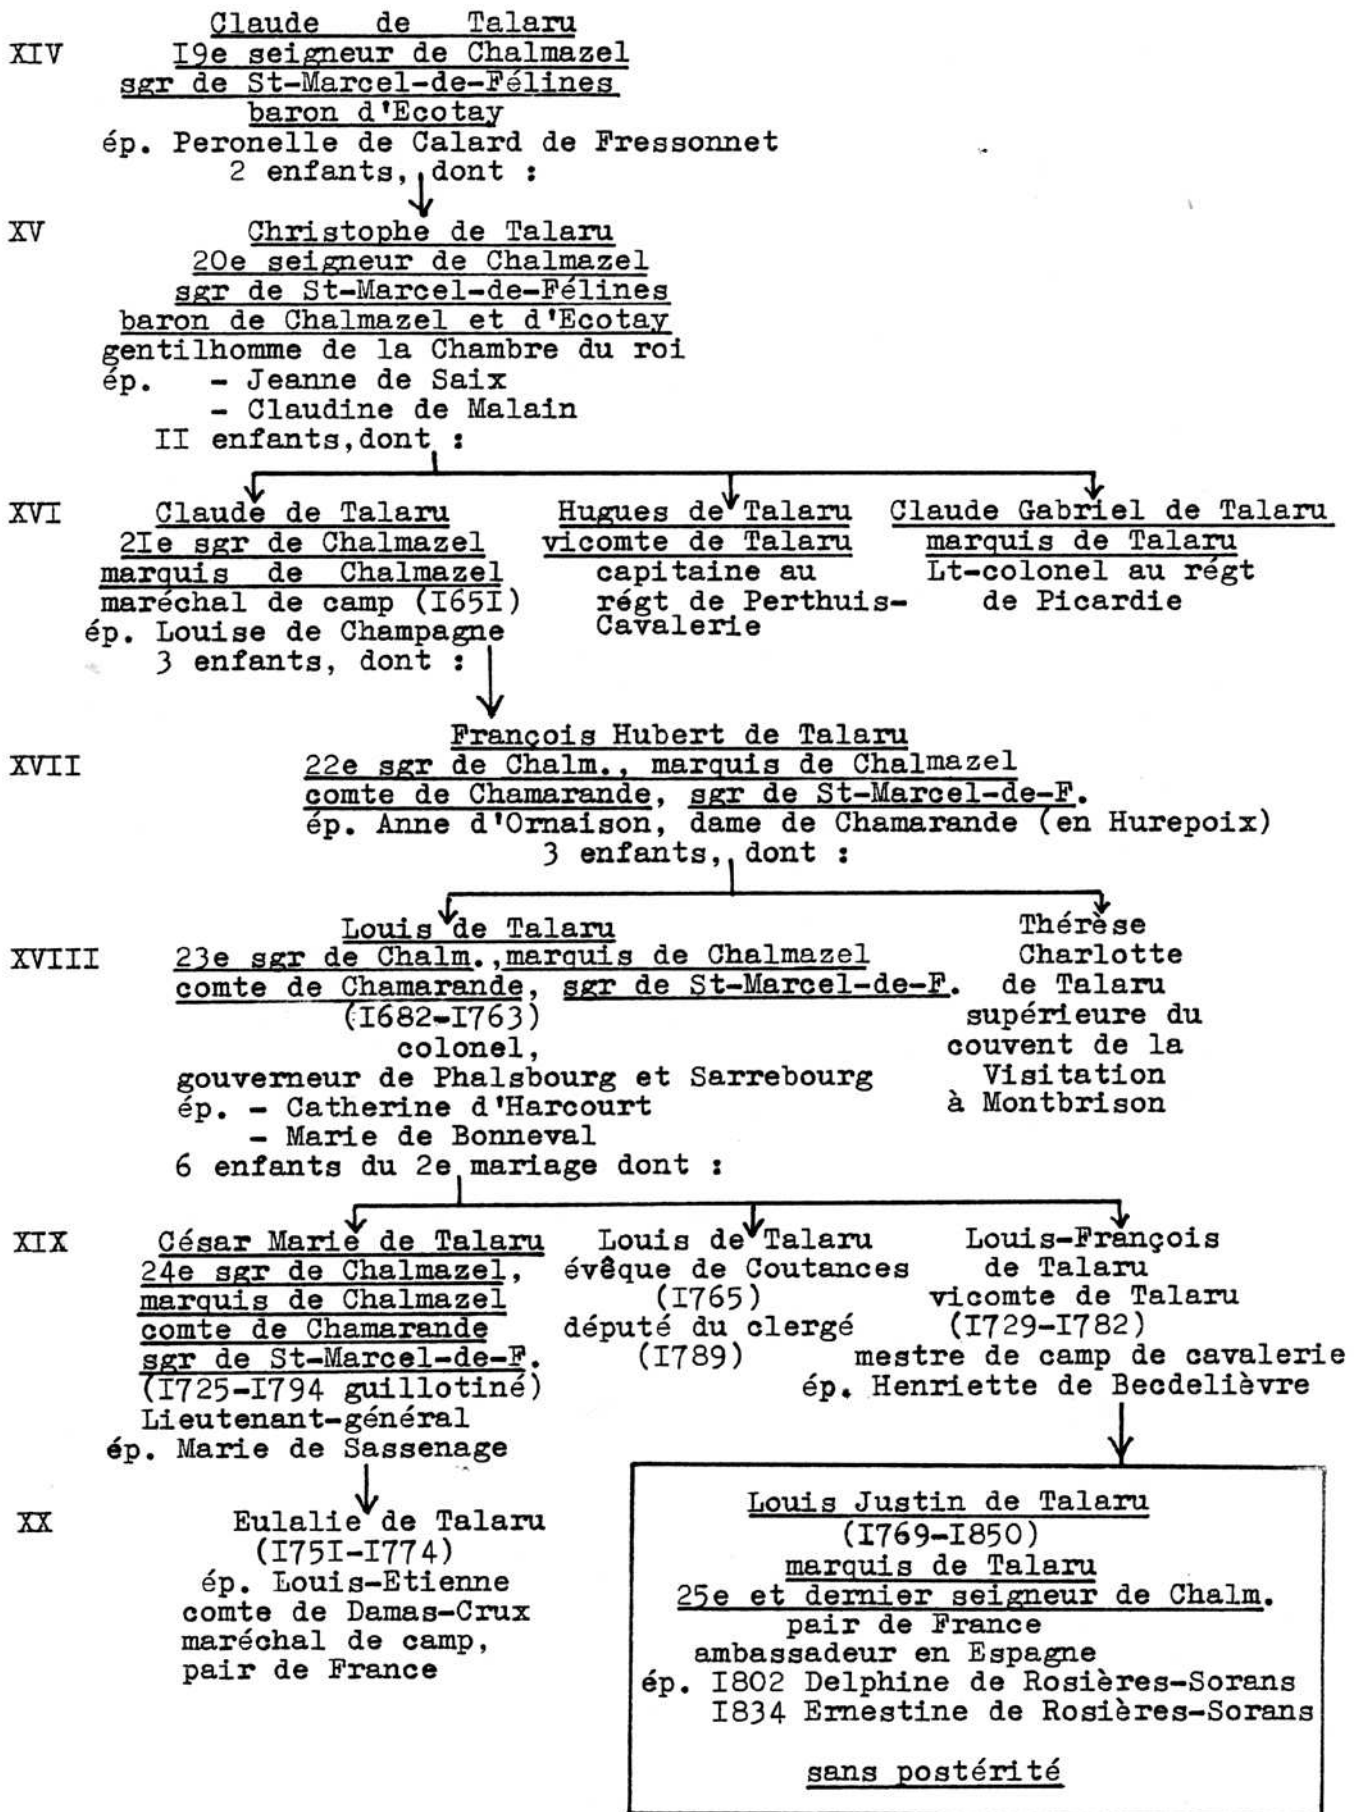 Claude de Talaru
XIV 19e seigneur de Chalmazel
sgr de St-Marcel-de-Félines
baron d'Ecotay
ép. Peronelle de Calard de Fressonnet
2 enfants, dont :
XV Christophe de Talaru
20e seigneur de Chalmazel
sgr de St-Marcel-de-Félines
baron de Chalmazel et d'Ecotay
gentilhomme de la Chambre du roi
ép. - Jeanne de Saix
- Claudine de Malain
II enfants,dont :
XVI Claude de Talaru
2Ie sgr de Chalmazel
marquis de Chalmazel
maréchal de camp (I65I)
ép. Louise de Champagne
3 enfants, dont :
Hugues de Talaru
vicomte de Talaru
capitaine au
régt de Perthuis-
Cavalerie
Claude Gabriel de Talaru
marquis de Talaru
Lt-colonel au régt
de Picardie
François Hubert de Talaru
XVII 22e sgr de Chalm., marquis de Chalmazel
comte de Chamarande, sgr de St-Marcel-de-F.
ép. Anne d'Ornaison, dame de Chamarande (en Hurepoix)
3 enfants, dont :
Louis de Talaru
XVIII 23e sgr de Chalm.,marquis de Chalmazel
comte de Chamarande, sgr de St-Marcel-de-F.
(I682-I763)
colonel,
gouverneur de Phalsbourg et Sarrebourg
ép. - Catherine d'Harcourt
- Marie de Bonneval
6 enfants du 2e mariage dont :
Thérèse
Charlotte
de Talaru
supérieure du
couvent de la
Visitation
à Montbrison
XIX César Marie de Talaru
24e sgr de Chalmazel,
marquis de Chalmazel
comte de Chamarande
sgr de St-Marcel-de-F.
(I725-I794 guillotiné)
Lieutenant-général
ép. Marie de Sassenage
Louis de Talaru
évêque de Coutances
(I765)
député du clergé
(I789)
Louis-François
de Talaru
vicomte de Talaru
(I729-I782)
mestre de camp de cavalerie
ép. Henriette de Becdelièvre
XX Eulalie de Talaru
(I75I-I774)
ép. Louis-Etienne
comte de Damas-Crux
maréchal de camp,
pair de France
Louis Justin de Talaru
(I769-I850)
marquis de Talaru
25e et dernier seigneur de Chalm.
pair de France
ambassadeur en Espagne
ép. I802 Delphine de Rosières-Sorans
I834 Ernestine de Rosières-Sorans
sans postérité